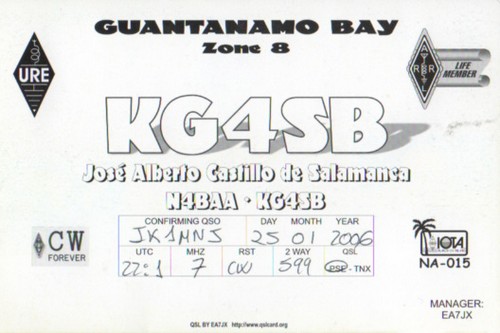 GUANTANAMO BAY
Zone 8
URE
ARRL
LIFE MEMBER
KG4SB
José Alberto Castillo de Salamanca
N4BAA · KG4SB
CONFIRMING QSO DAY MONTH YEAR
JK1MNJ 25 01 2006
UTC MHZ RST 2 WAY QSL
22:1 7 CW 599 PSE - TNX
CW
FOREVER
IOTA
NA-015
MANAGER:
EA7JX
QSL BY EA7JX http://www.qslcard.org